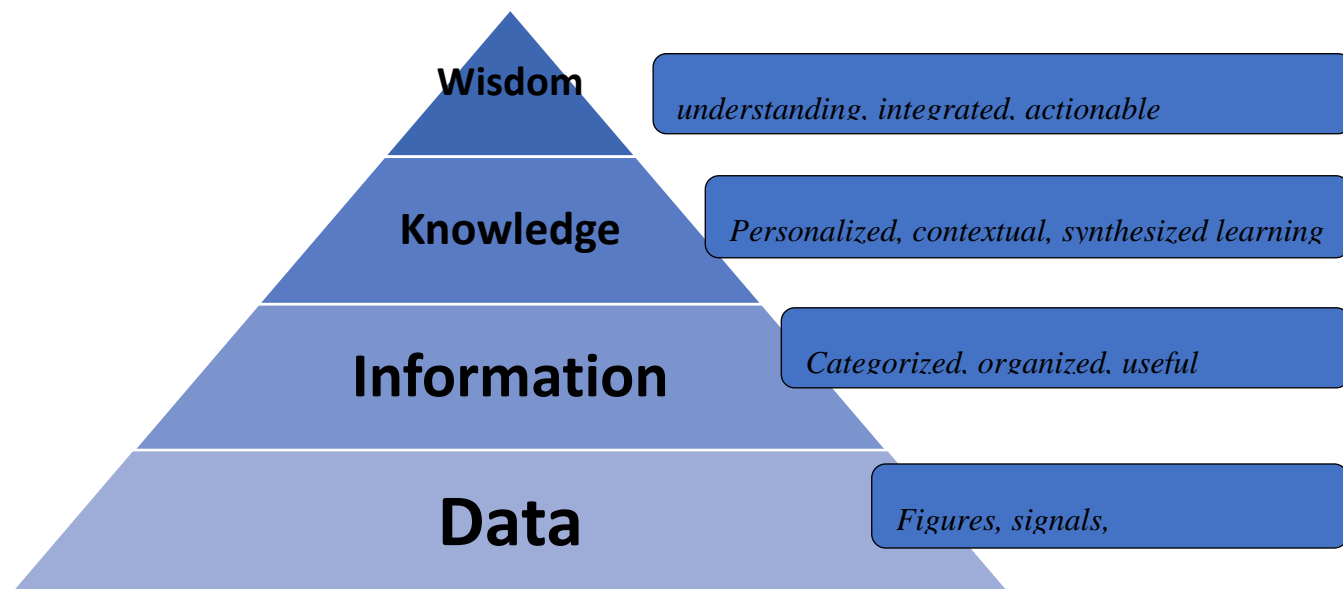 Wisdom
understanding, integrated, actionable
Knowledge
Personalized, contextual, synthesized learning
Information
Categorized, organized, useful
Data
Figures, signals,